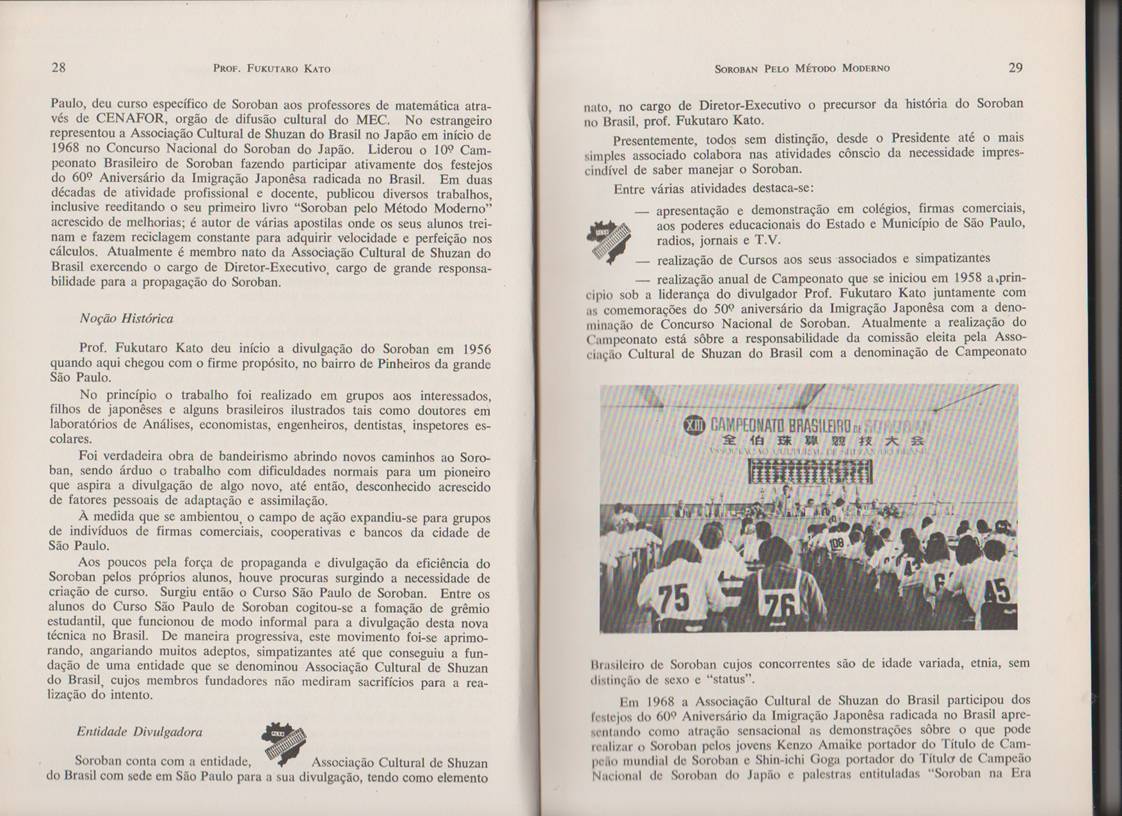 28
PROF. FUKUTARO KATO
Paulo, deu curso específico de Soroban aos professores de matemática atra-
vés de CENAFOR, orgão de difusão cultural do MEC. No estrangeiro
representou a Associação Cultural de Shuzan do Brasil no Japão em início de
1968 no Concurso Nacional do Soroban do Japão. Liderou o 10º Cam-
peonato Brasileiro de Soroban fazendo participar ativamente dos festejos
do 60º Aniversário da Imigração Japonêsa radicada no Brasil. Em duas
décadas de atividade profissional e docente, publicou diversos trabalhos,
inclusive reeditando o seu primeiro livro “Soroban pelo Método Moderno”
acrescido de melhorias; é autor de várias apostilas onde os seus alunos trei-
nam e fazem reciclagem constante para adquirir velocidade e perfeição nos
cálculos. Atualmente é membro nato da Associação Cultural de Shuzan do
Brasil exercendo o cargo de Diretor-Executivo, cargo de grande responsa-
bilidade para a propagação do Soroban.
Noção Histórica
Prof. Fukutaro Kato deu início a divulgação do Soroban em 1956
quando aqui chegou com o firme propósito, no bairro de Pinheiros da grande
São Paulo.
No princípio o trabalho foi realizado em grupos aos interessados,
filhos de japonêses e alguns brasileiros ilustrados tais como doutores em
laboratórios de Análises, economistas, engenheiros, dentistas, inspetores es-
colares.
Foi verdadeira obra de bandeirismo abrindo novos caminhos ao Soro-
ban, sendo árduo o trabalho com dificuldades normais para um pioneiro
que aspira a divulgação de algo novo, até então, desconhecido acrescido
de fatores pessoais de adaptação e assimilação.
À medida que se ambientou, o campo de ação expandiu-se para grupos
de indivíduos de firmas comerciais, cooperativas e bancos da cidade de
São Paulo.
Aos poucos pela força de propaganda e divulgação da eficiência do
Soroban pelos próprios alunos, houve procuras surgindo a necessidade de
criação de curso. Surgiu então o Curso São Paulo de Soroban. Entre os
alunos do Curso São Paulo de Soroban cogitou-se a fomação de grêmio
estudantil, que funcionou de modo informal para a divulgação desta nova
técnica no Brasil. De maneira progressiva, este movimento foi-se aprimo-
rando, angariando muitos adeptos, simpatizantes até que conseguiu a fun-
dação de uma entidade que se denominou Associação Cultural de Shuzan
do Brasil, cujos membros fundadores não mediram sacrifícios para a rea-
lização do intento.
Entidade Divulgadora
Soroban conta com a entidade, Associação Cultural de Shuzan
do Brasil com sede em São Paulo para a sua divulgação, tendo como elemento
SOROBAN PELO MÉTODO MODERNO
29
nato, no cargo de Diretor-Executivo o precursor da história do Soroban
no Brasil, prof. Fukutaro Kato.
Presentemente, todos sem distinção, desde o Presidente até o mais
simples associado colabora nas atividades cônscio da necessidade impres-
cindível de saber manejar o Soroban.
Entre várias atividades destaca-se:
— apresentação e demonstração em colégios, firmas comerciais,
aos poderes educacionais do Estado e Município de São Paulo,
radios, jornais e T.V.
— realização de Cursos aos seus associados e simpatizantes
— realização anual de Campeonato que se iniciou em 1958 a prin-
cipio sob a liderança do divulgador Prof. Fukutaro Kato juntamente com
as comemorações do 50º aniversário da Imigração Japonêsa com a deno-
minação de Concurso Nacional de Soroban. Atualmente a realização do
Campeonato está sôbre a responsabilidade da comissão eleita pela Asso-
ciação Cultural de Shuzan do Brasil com a denominação de Campeonato
XIII CAMPEONATO BRASILEIRO DE SOROBAN
全伯珠算競技大会
ASSOCIAÇÃO CULTURAL DE SHUZAN DO BRASIL
109
75
76
45
Brasileiro de Soroban cujos concorrentes são de idade variada, etnia, sem
distinção de sexo e “status”.
Em 1968 a Associação Cultural de Shuzan do Brasil participou dos
festejos do 60º Aniversário da Imigração Japonêsa radicada no Brasil apre-
sentando como atração sensacional as demonstrações sôbre o que pode
realizar o Soroban pelos jovens Kenzo Amaike portador do Título de Cam-
peão mundial de Soroban e Shin-ichi Goga portador do Título de Campeão
Nacional de Soroban do Japão e palestras entituladas “Soroban na Era